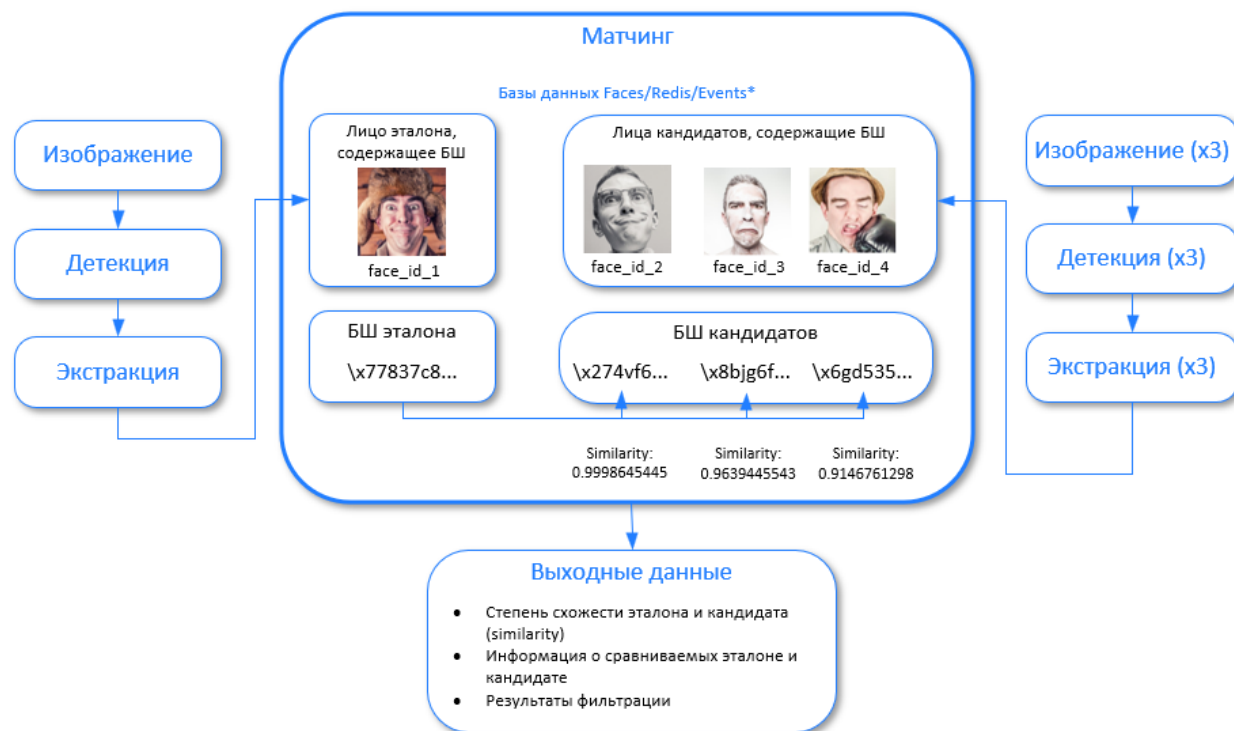 Матчинг
Базы данных Faces/Redis/Events*
Изображение
Детекция
Экстракция
Лицо эталона,
содержащее БШ
face_id_1
Лица кандидатов, содержащие БШ
face_id_2
face_id_3
face_id_4
БШ эталона
\x77837c8...
БШ кандидатов
\x274vf6...
\x8bjg6f...
\x6gd535...
Similarity:
0.9998645445
Similarity:
0.9639445543
Similarity:
0.9146761298
Изображение (x3)
Детекция (x3)
Экстракция (x3)
Выходные данные
• Степень схожести эталона и кандидата
(similarity)
• Информация о сравниваемых эталоне и
кандидате
• Результаты фильтрации